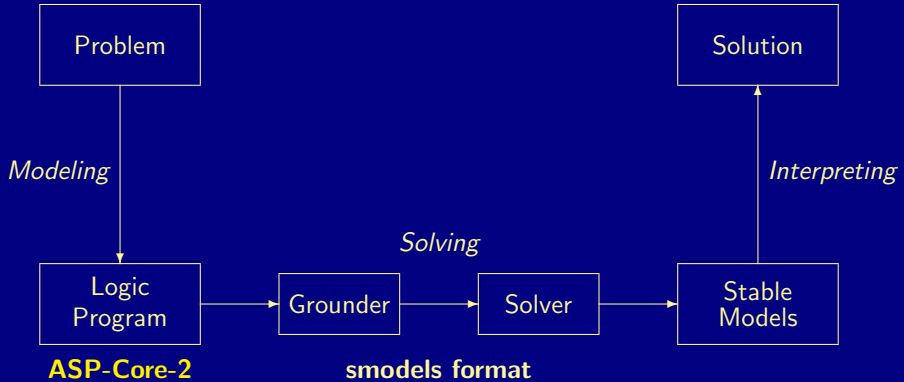 Problem
Solution
Modeling
Interpreting
Solving
Logic
Program
Grounder
Solver
Stable
Models
ASP-Core-2
smodels format